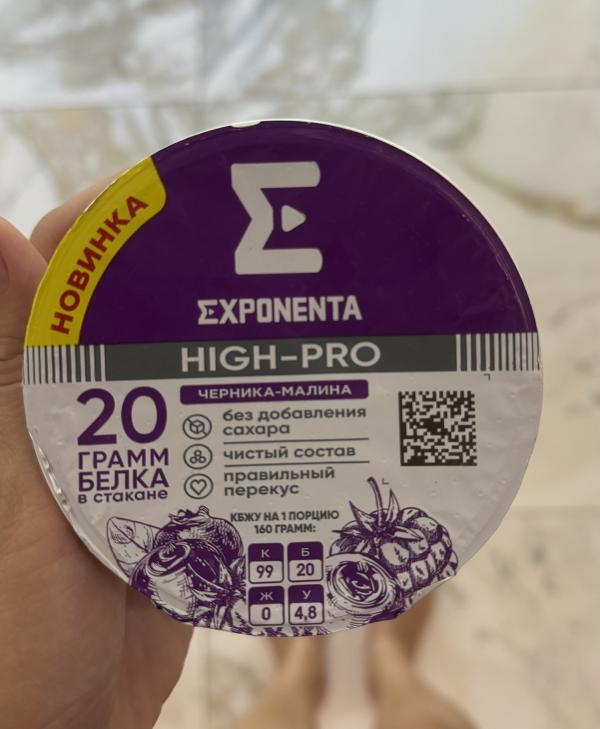 НОВИНКА
ΣXPONENTA
HIGH-PRO
ЧЕРНИКА-МАЛИНА
20
ГРАММ
БЕЛКА
в стакане
без добавления
сахара
чистый состав
правильный
перекус
КБЖУ НА 1 ПОРЦИЮ
160 ГРАММ:
К Б
99 20
Ж У
0 4,8